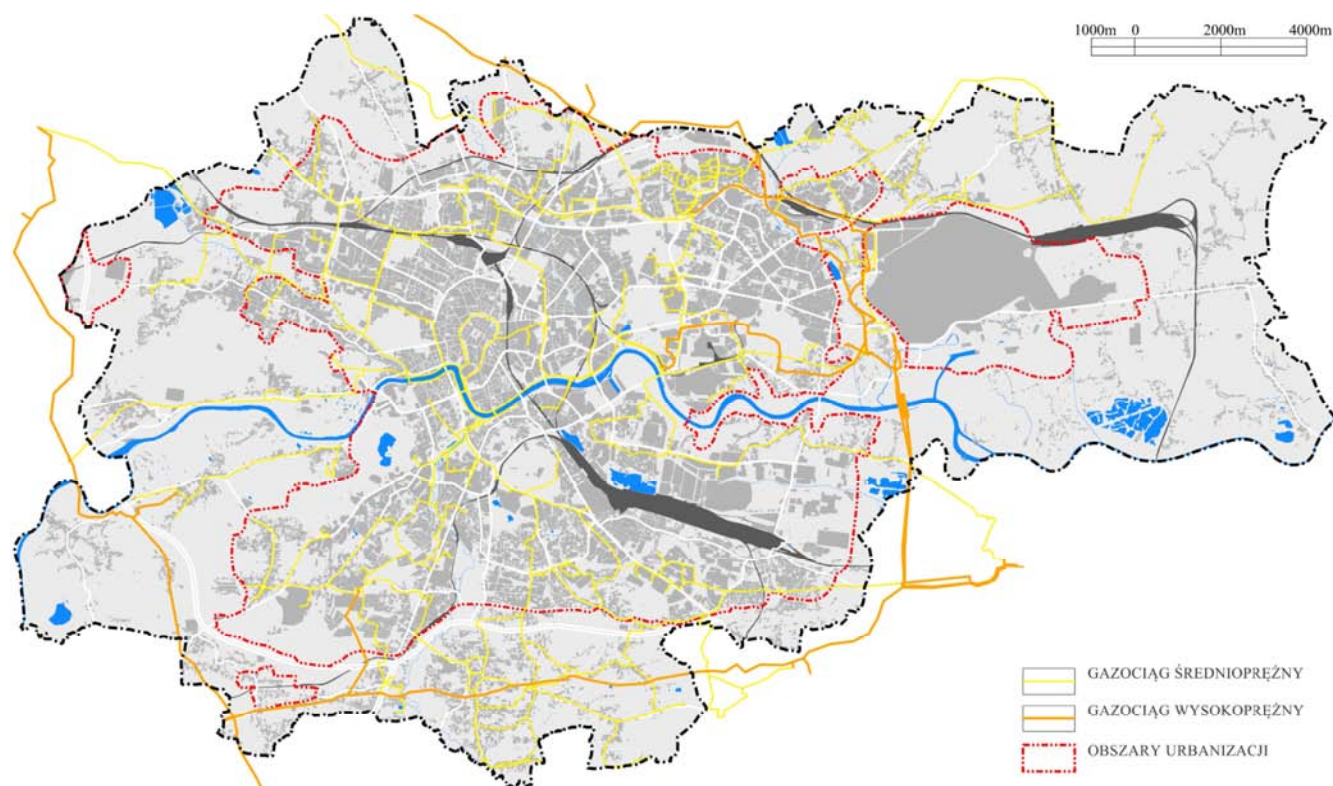 1000m 0 2000m 4000m
GAZOCIĄG ŚREDNIOPRĘŻNY
GAZOCIĄG WYSOKOPRĘŻNY
OBSZARY URBANIZACJI